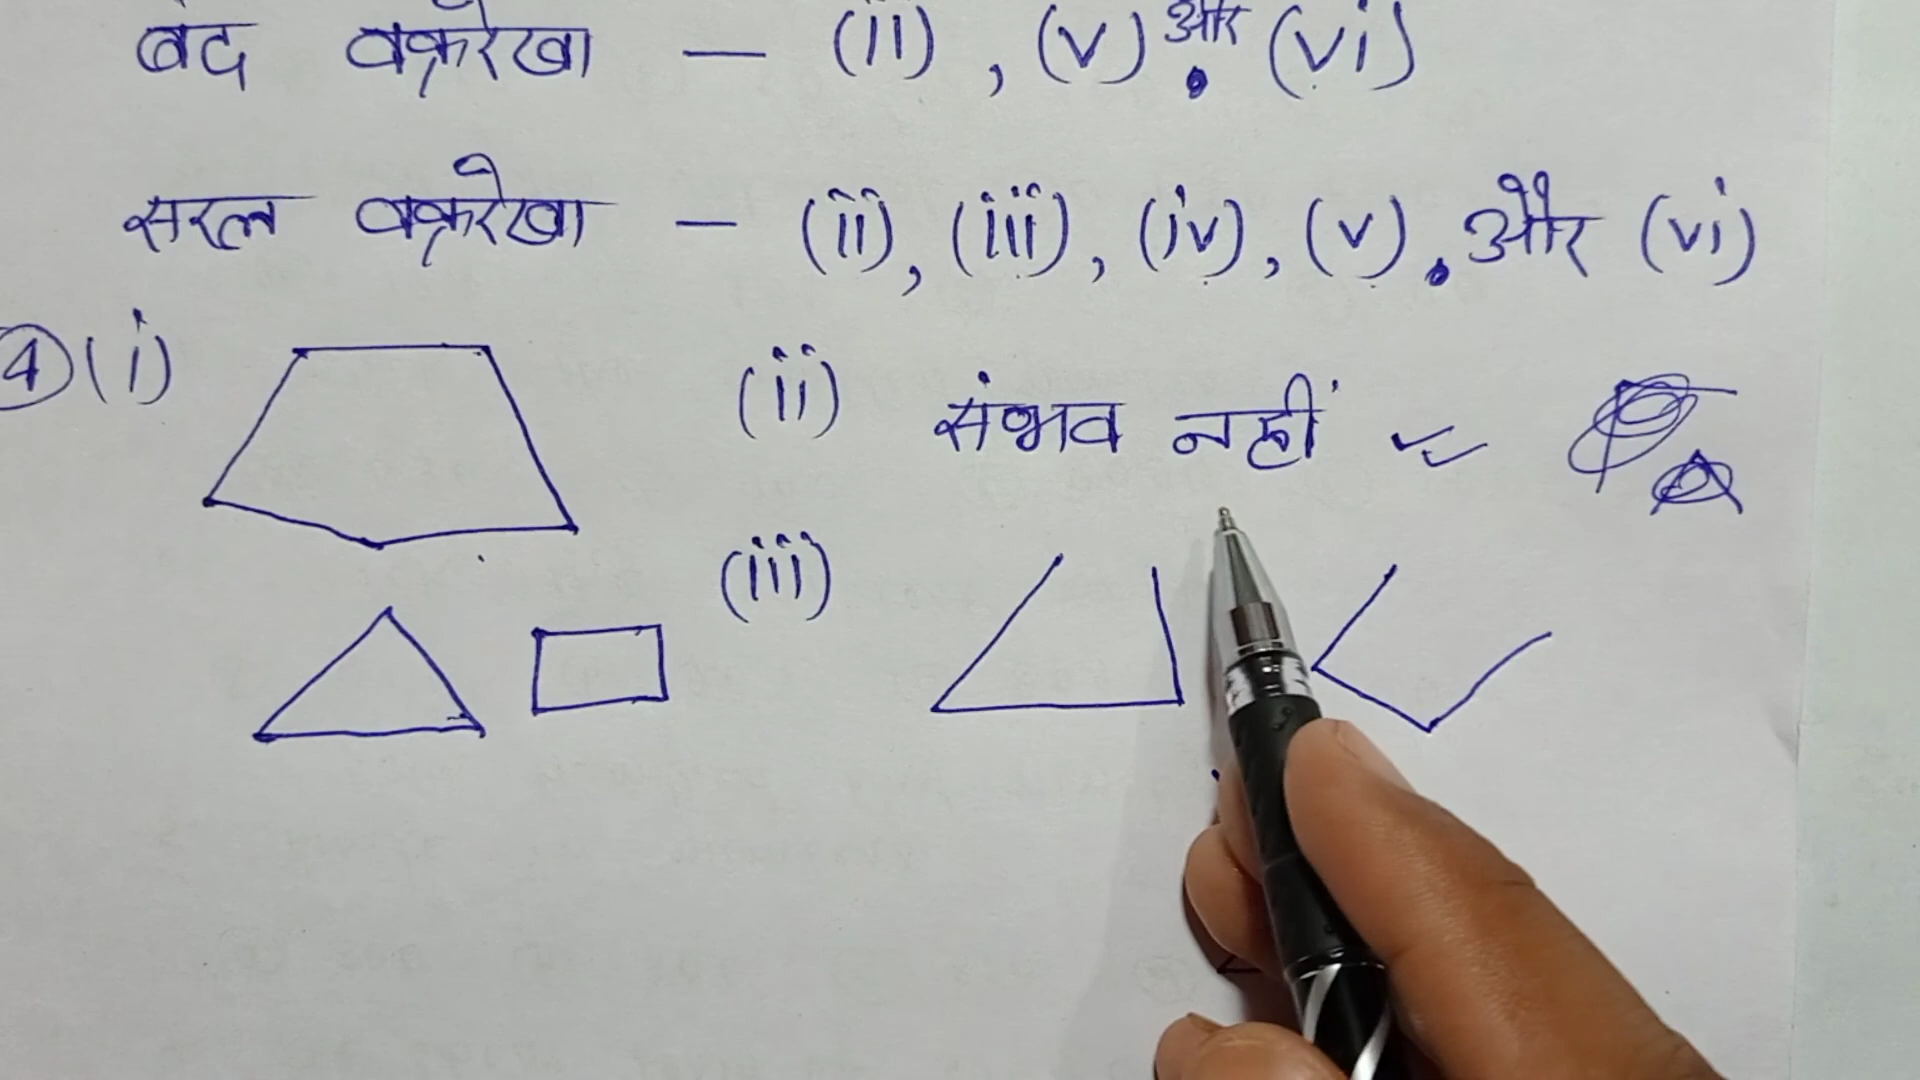 बंद वक्ररेखा — (ii), (v) और (vi)
सरल वक्ररेखा — (ii), (iii), (iv), (v). और (vi)
④ (i) (ii) संभव नहीं
(iii)